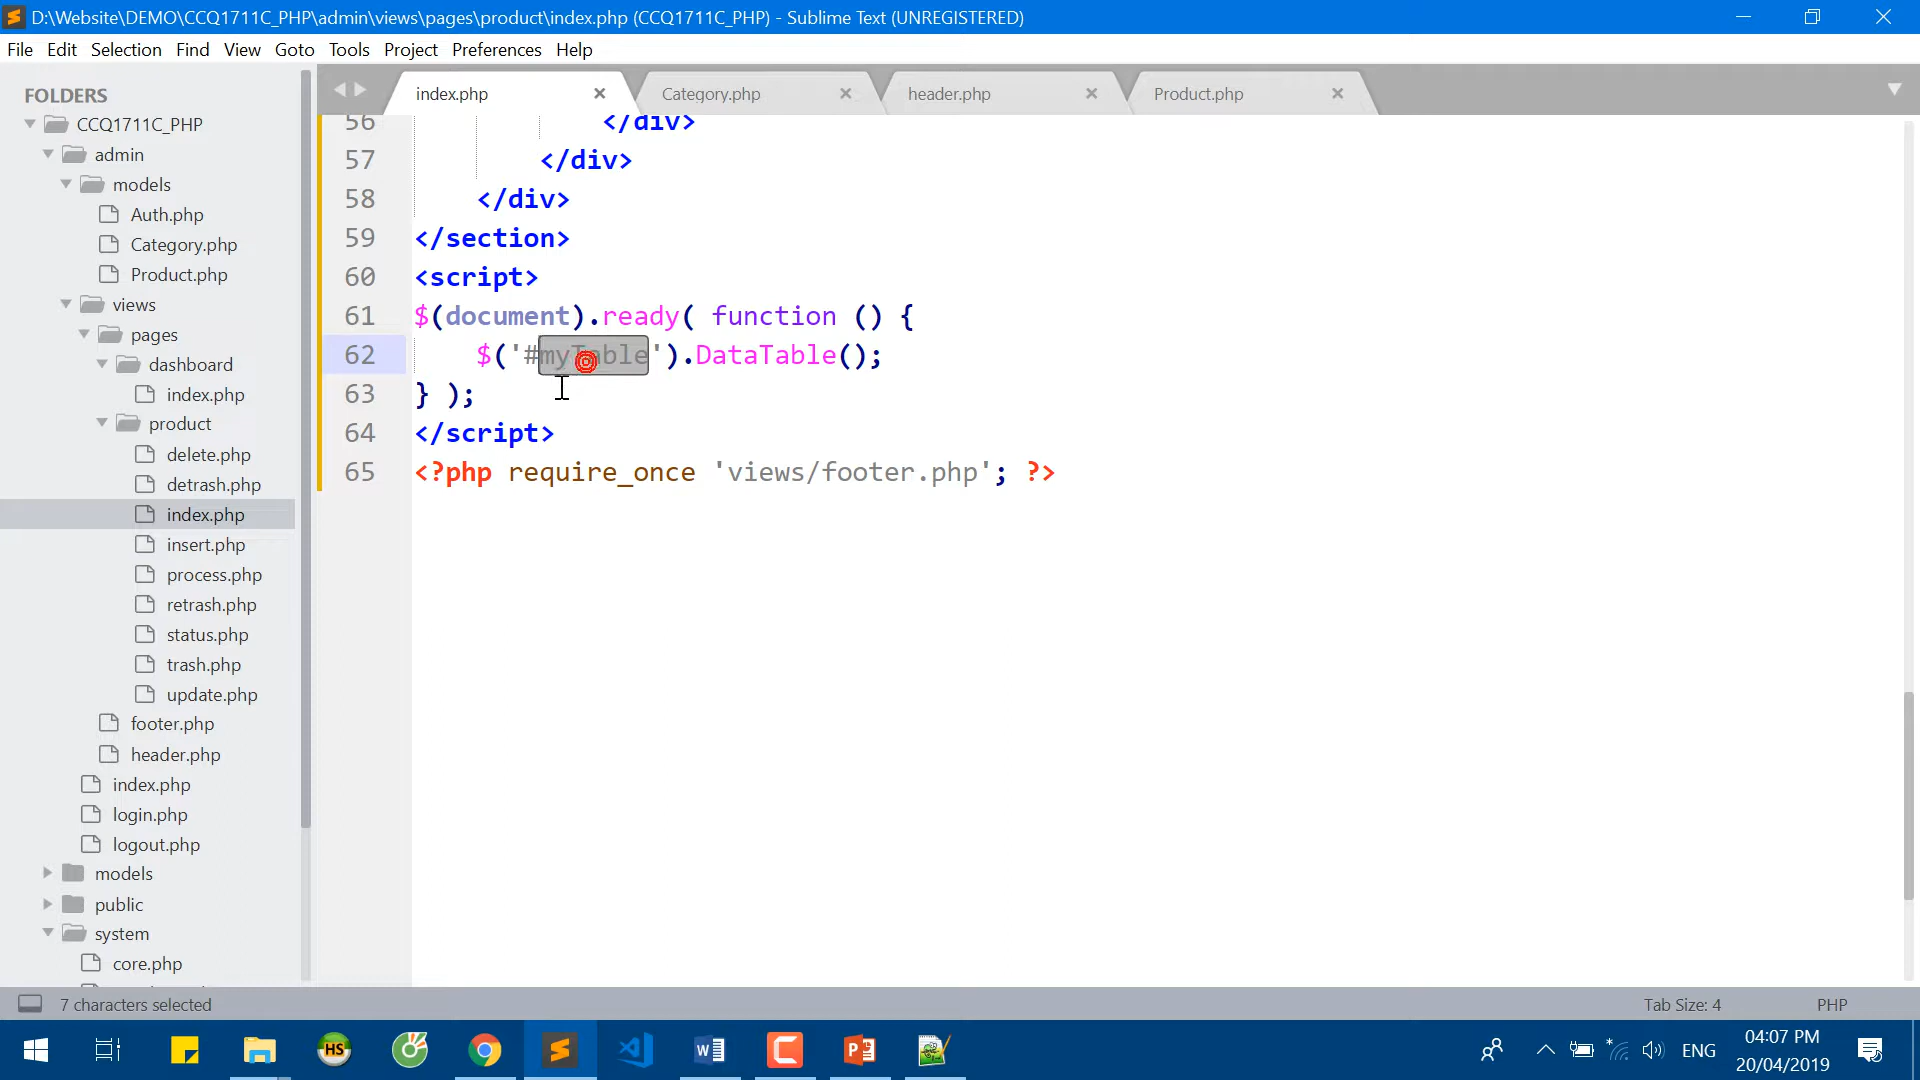 D:\Website\DEMO\CCQ1711C_PHP\admin\views\pages\product\index.php (CCQ1711C_PHP) - Sublime Text (UNREGISTERED)
File Edit Selection Find View Goto Tools Project Preferences Help
FOLDERS
CCQ1711C_PHP
admin
models
Auth.php
Category.php
Product.php
views
pages
dashboard
index.php
product
delete.php
detrash.php
index.php
insert.php
process.php
retrash.php
status.php
trash.php
update.php
footer.php
header.php
index.php
login.php
logout.php
models
public
system
core.php
index.php Category.php header.php Product.php
56 </div>
57 </div>
58 </div>
59 </section>
60 <script>
61 $(document).ready( function () {
62 $('#myTable').DataTable();
63 } );
64 </script>
65 <?php require_once 'views/footer.php'; ?>
7 characters selected
Tab Size: 4 PHP
HS
ENG
04:07 PM
20/04/2019